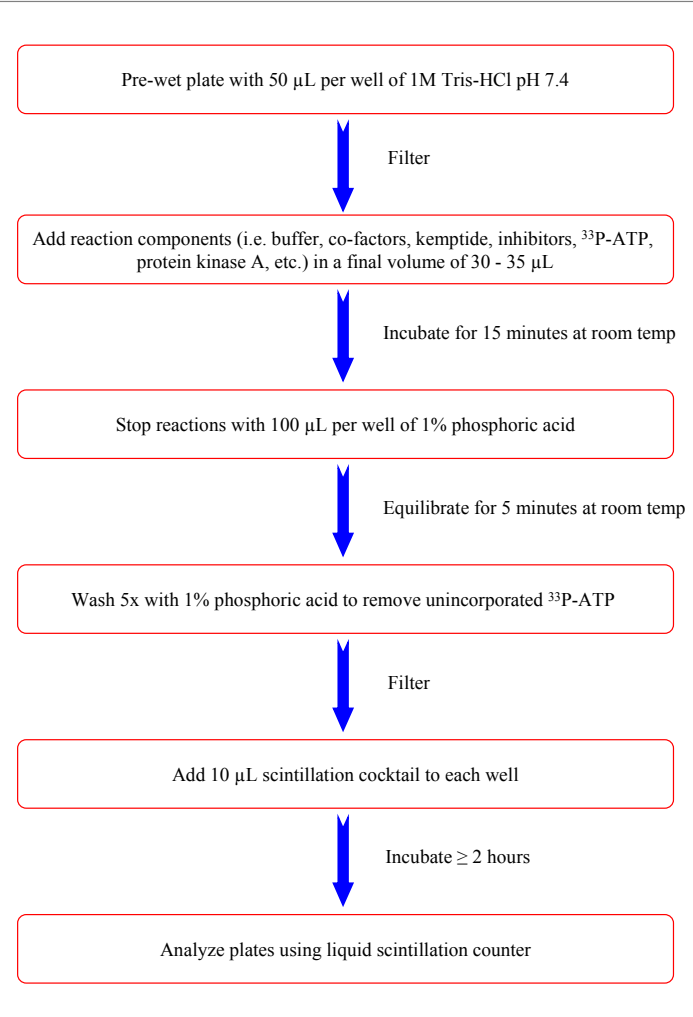 Pre-wet plate with 50 µL per well of 1M Tris-HCl pH 7.4
Filter
Add reaction components (i.e. buffer, co-factors, kemptide, inhibitors, ³³P-ATP,
protein kinase A, etc.) in a final volume of 30 - 35 µL
Incubate for 15 minutes at room temp
Stop reactions with 100 µL per well of 1% phosphoric acid
Equilibrate for 5 minutes at room temp
Wash 5x with 1% phosphoric acid to remove unincorporated ³³P-ATP
Filter
Add 10 µL scintillation cocktail to each well
Incubate ≥ 2 hours
Analyze plates using liquid scintillation counter